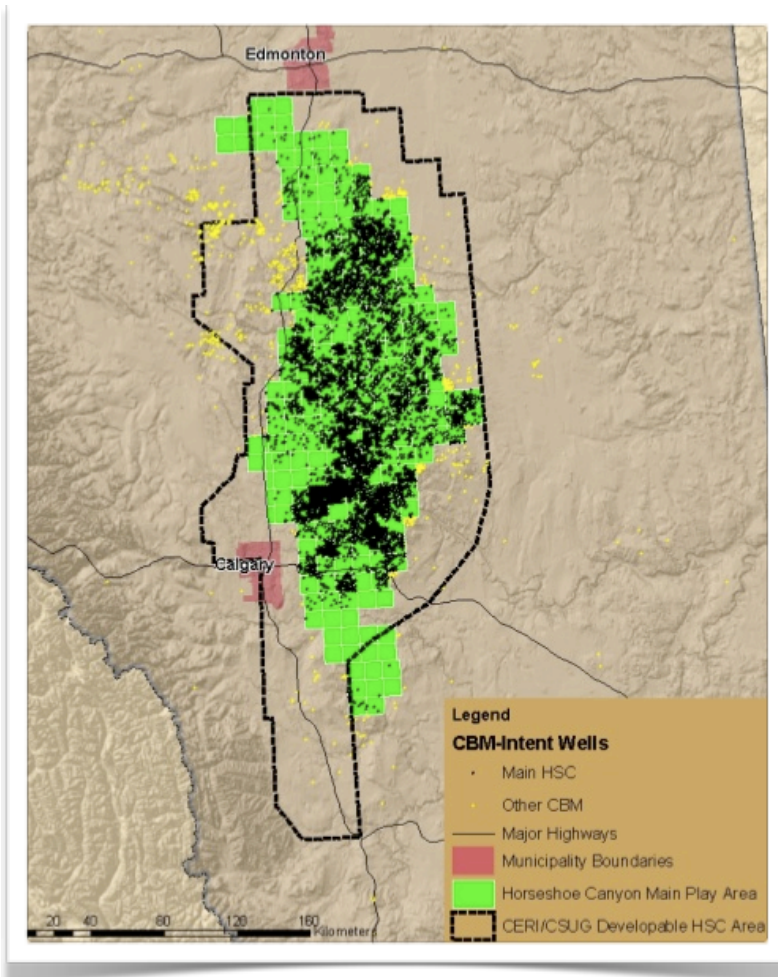 Edmonton
Calgary
Legend
CBM-Intent Wells
Main HSC
Other CBM
Major Highways
Municipality Boundaries
Horseshoe Canyon Main Play Area
CERI/CSUG Developable HSC Area
20 40 80 120 160
Kilometers